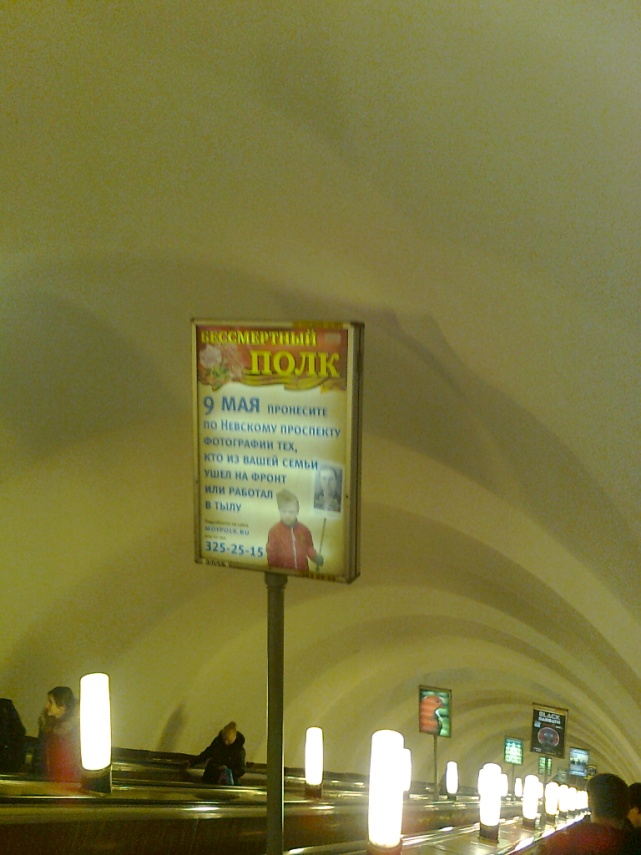 БЕССМЕРТНЫЙ
ПОЛК
9 МАЯ ПРОНЕСИТЕ
ПО НЕВСКОМУ ПРОСПЕКТУ
ФОТОГРАФИИ ТЕХ,
КТО ИЗ ВАШЕЙ СЕМЬИ
УШЕЛ НА ФРОНТ
ИЛИ РАБОТАЛ
В ТЫЛУ
MOYPOLK.RU
325-25-15
BLACK